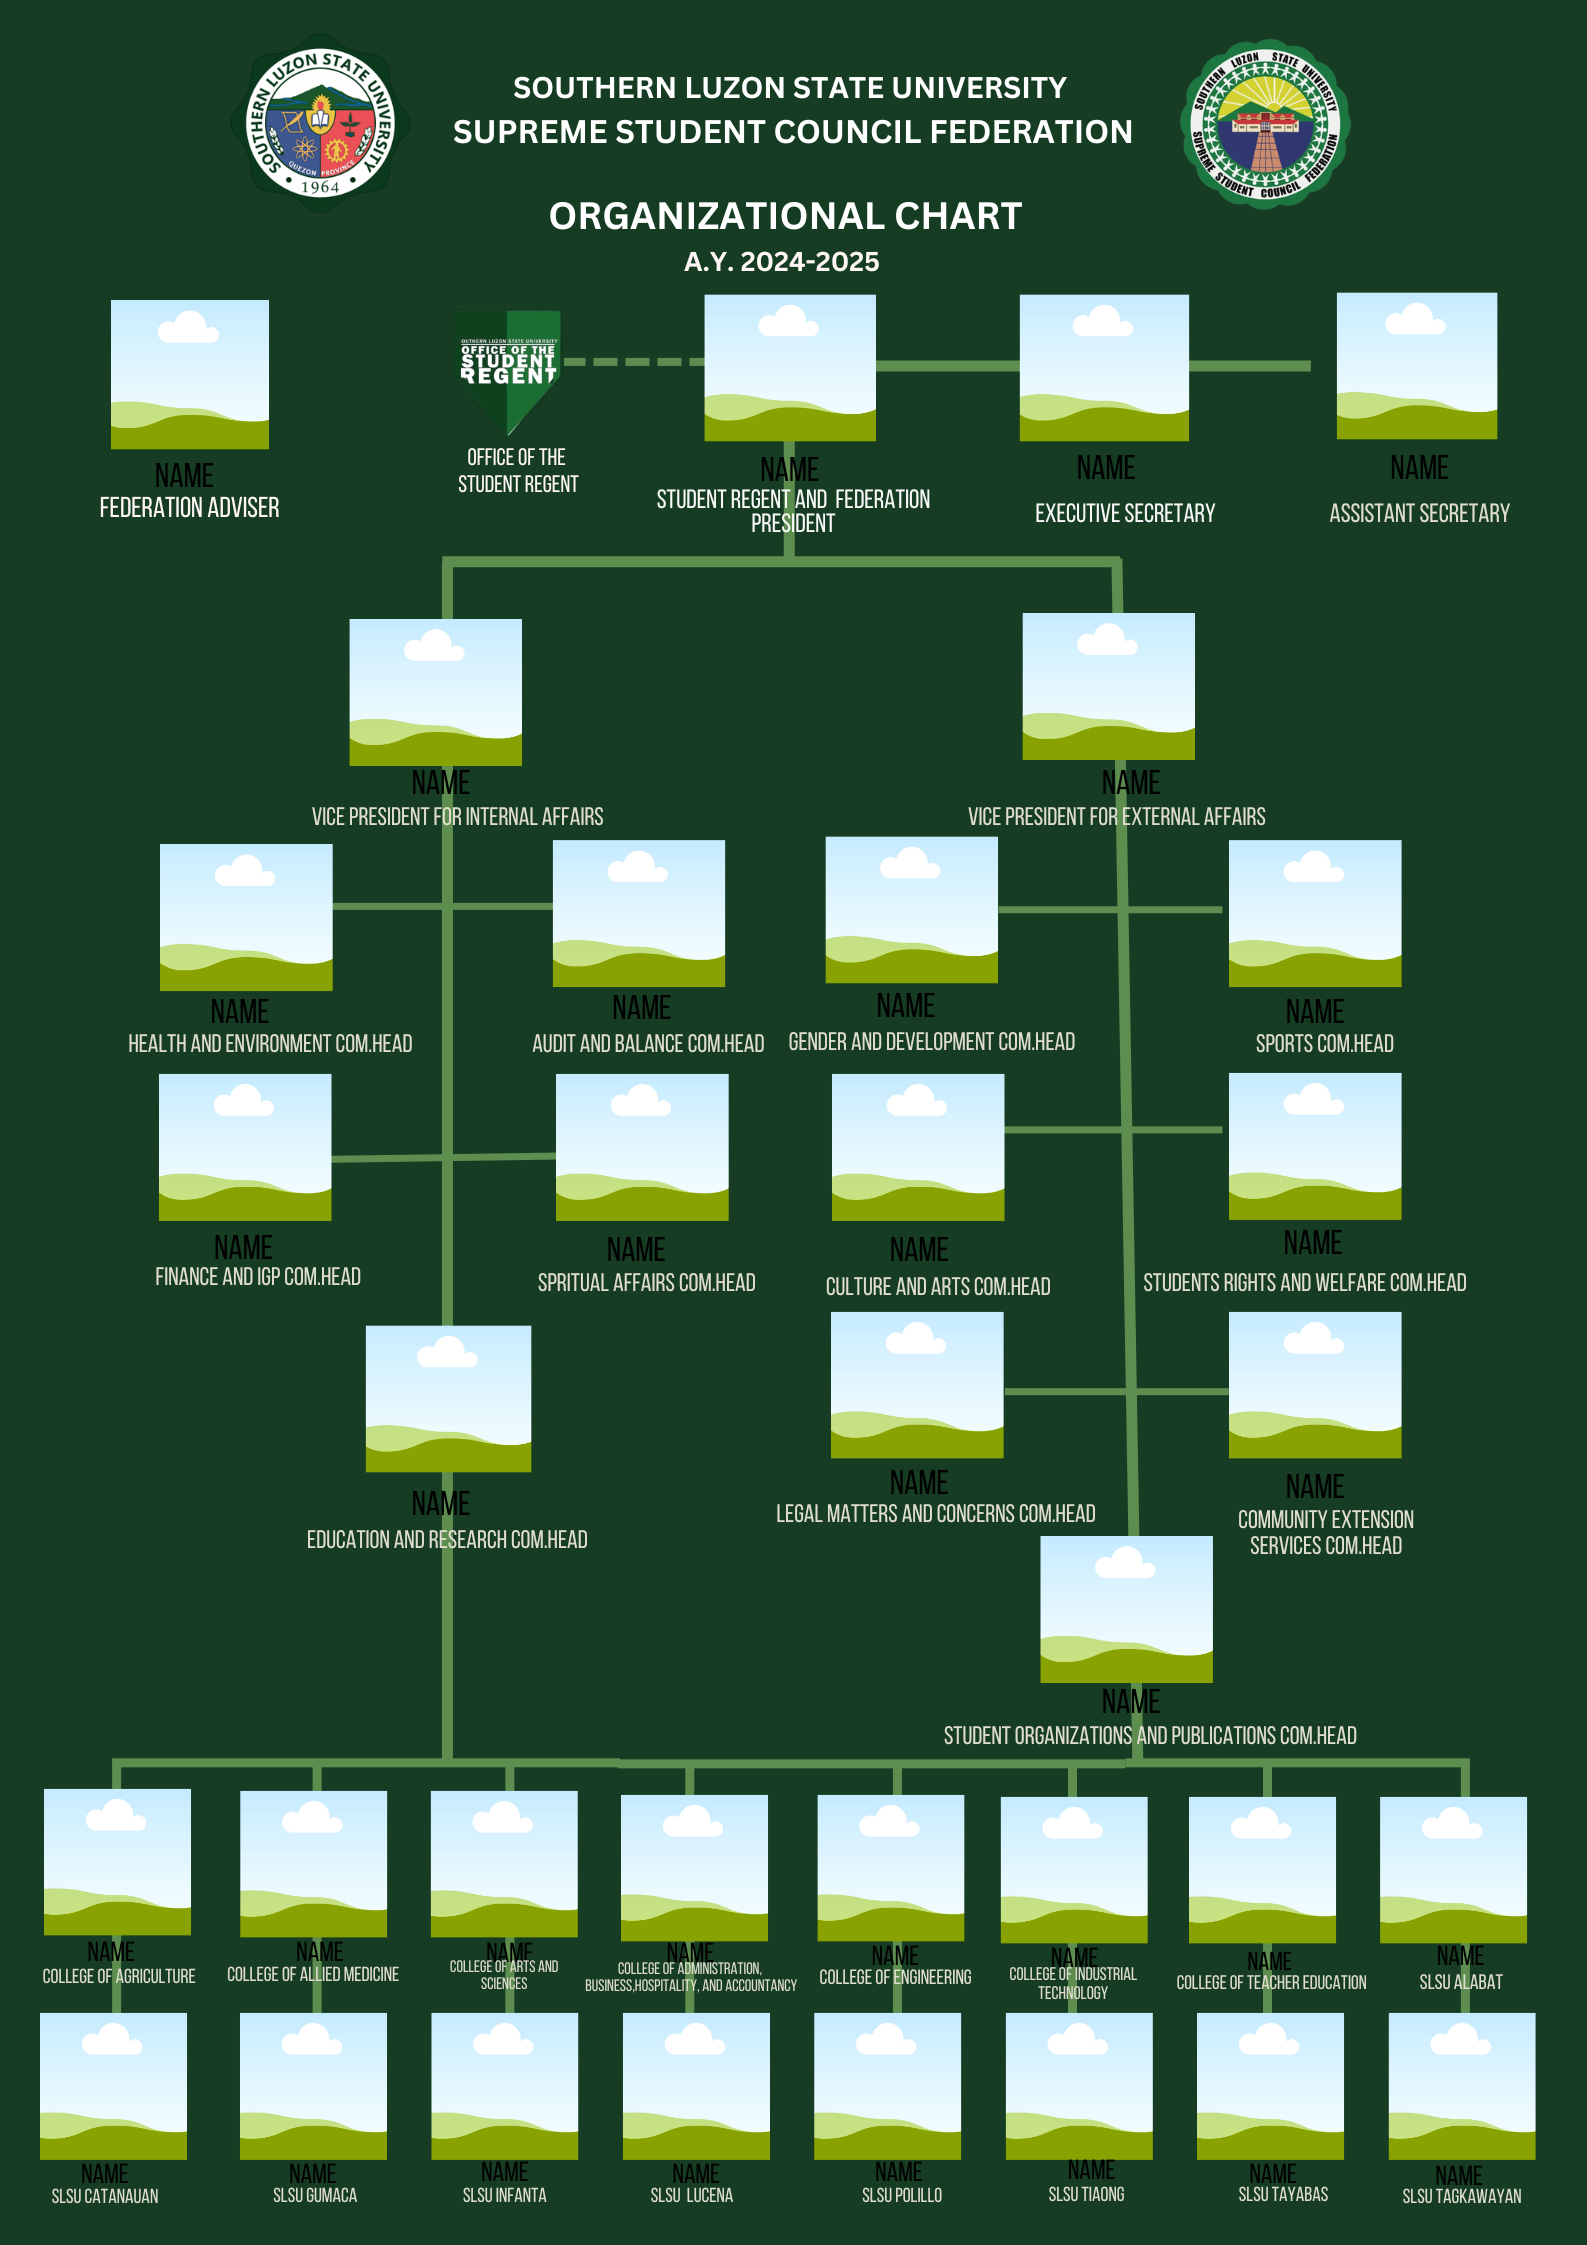 SOUTHERN LUZON STATE UNIVERSITY
QUEZON PROVINCE
• 1964 •
SOUTHERN LUZON STATE UNIVERSITY
SUPREME STUDENT COUNCIL FEDERATION
SOUTHERN LUZON STATE UNIVERSITY
SUPREME STUDENT COUNCIL FEDERATION
ORGANIZATIONAL CHART
A.Y. 2024-2025
NAME
FEDERATION ADVISER
OUTHERN LUZON STATE UNIVERSITY
OFFICE OF THE
STUDENT
REGENT
OFFICE OF THE
STUDENT REGENT
NAME
STUDENT REGENT AND FEDERATION
PRESIDENT
NAME
EXECUTIVE SECRETARY
NAME
ASSISTANT SECRETARY
NAME
VICE PRESIDENT FOR INTERNAL AFFAIRS
NAME
VICE PRESIDENT FOR EXTERNAL AFFAIRS
NAME
HEALTH AND ENVIRONMENT COM.HEAD
NAME
AUDIT AND BALANCE COM.HEAD
NAME
GENDER AND DEVELOPMENT COM.HEAD
NAME
SPORTS COM.HEAD
NAME
FINANCE AND IGP COM.HEAD
NAME
SPRITUAL AFFAIRS COM.HEAD
NAME
CULTURE AND ARTS COM.HEAD
NAME
STUDENTS RIGHTS AND WELFARE COM.HEAD
NAME
EDUCATION AND RESEARCH COM.HEAD
NAME
LEGAL MATTERS AND CONCERNS COM.HEAD
NAME
COMMUNITY EXTENSION
SERVICES COM.HEAD
NAME
STUDENT ORGANIZATIONS AND PUBLICATIONS COM.HEAD
NAME
COLLEGE OF AGRICULTURE
NAME
COLLEGE OF ALLIED MEDICINE
NAME
COLLEGE OF ARTS AND
SCIENCES
NAME
COLLEGE OF ADMINISTRATION,
BUSINESS,HOSPITALITY, AND ACCOUNTANCY
NAME
COLLEGE OF ENGINEERING
NAME
COLLEGE OF INDUSTRIAL
TECHNOLOGY
NAME
COLLEGE OF TEACHER EDUCATION
NAME
SLSU ALABAT
NAME
SLSU CATANAUAN
NAME
SLSU GUMACA
NAME
SLSU INFANTA
NAME
SLSU LUCENA
NAME
SLSU POLILLO
NAME
SLSU TIAONG
NAME
SLSU TAYABAS
NAME
SLSU TAGKAWAYAN